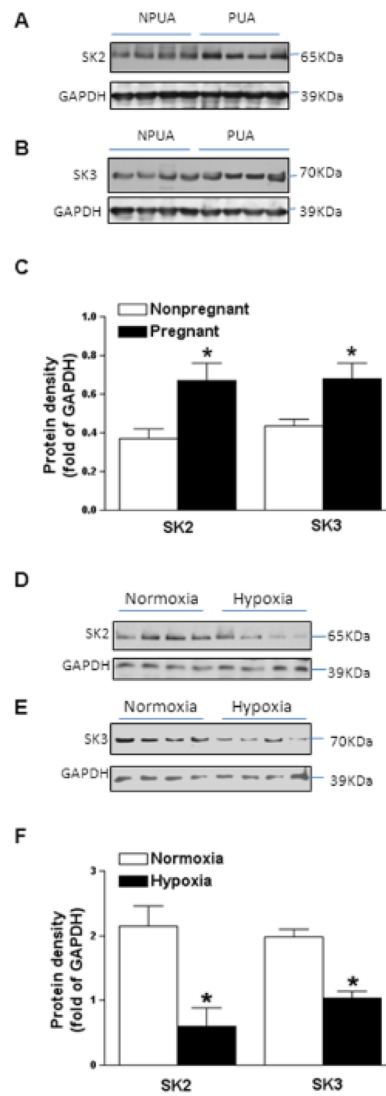 A
NPUA PUA
SK2 65KDa
GAPDH 39KDa
B
NPUA PUA
SK3 70KDa
GAPDH 39KDa
C
Nonpregnant
Pregnant
Protein density
(fold of GAPDH)
1.0
0.8
0.6
0.4
0.2
0.0
* *
SK2 SK3
D
Normoxia Hypoxia
SK2 65KDa
GAPDH 39KDa
E
Normoxia Hypoxia
SK3 70KDa
GAPDH 39KDa
F
Normoxia
Hypoxia
Protein density
(fold of GAPDH)
3
2
1
0
* *
SK2 SK3